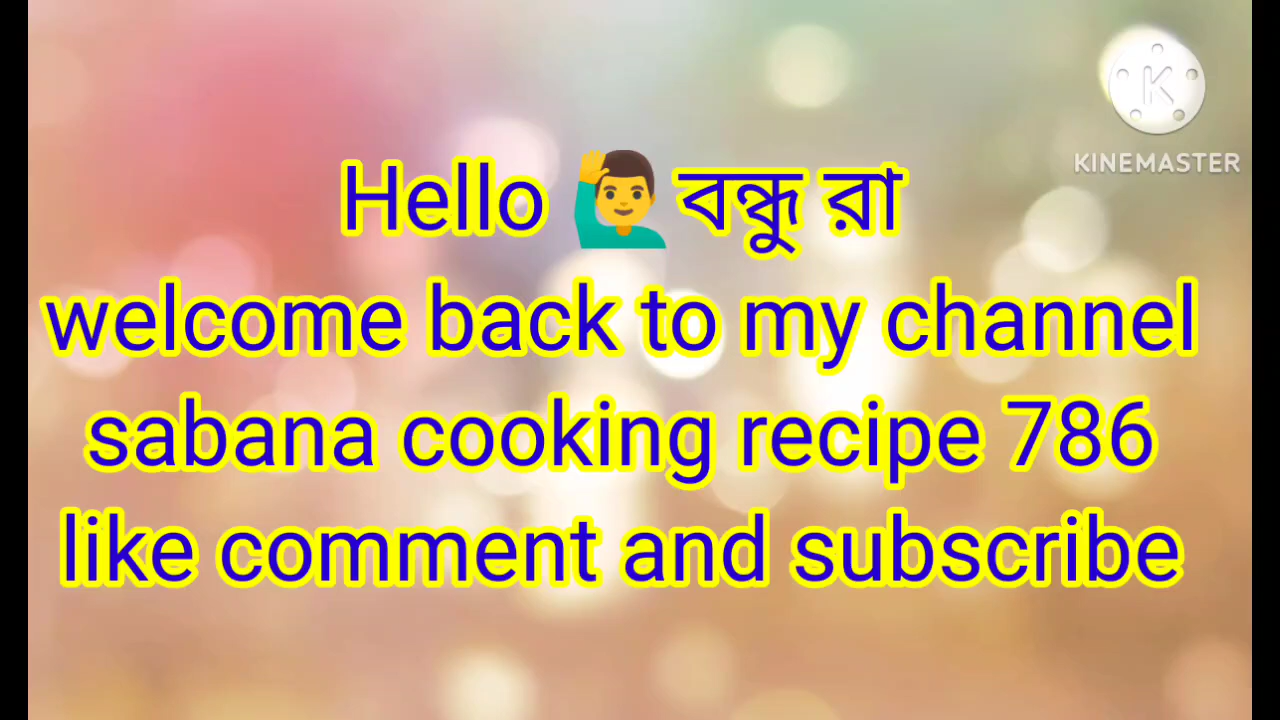 KINEMASTER
Hello 🙋‍♂️ বন্ধু রা
welcome back to my channel
sabana cooking recipe 786
like comment and subscribe